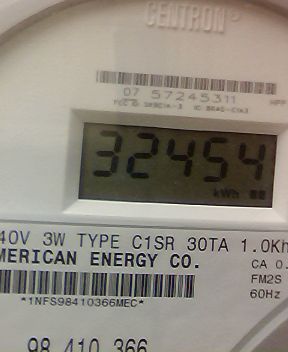 CENTRON®
07 57245311
32454
kWh
40V 3W TYPE C1SR 30TA 1.0Kh
MERICAN ENERGY CO.
CA 0.
FM2S
60Hz
*1NFS98410366MEC*
98 410 366